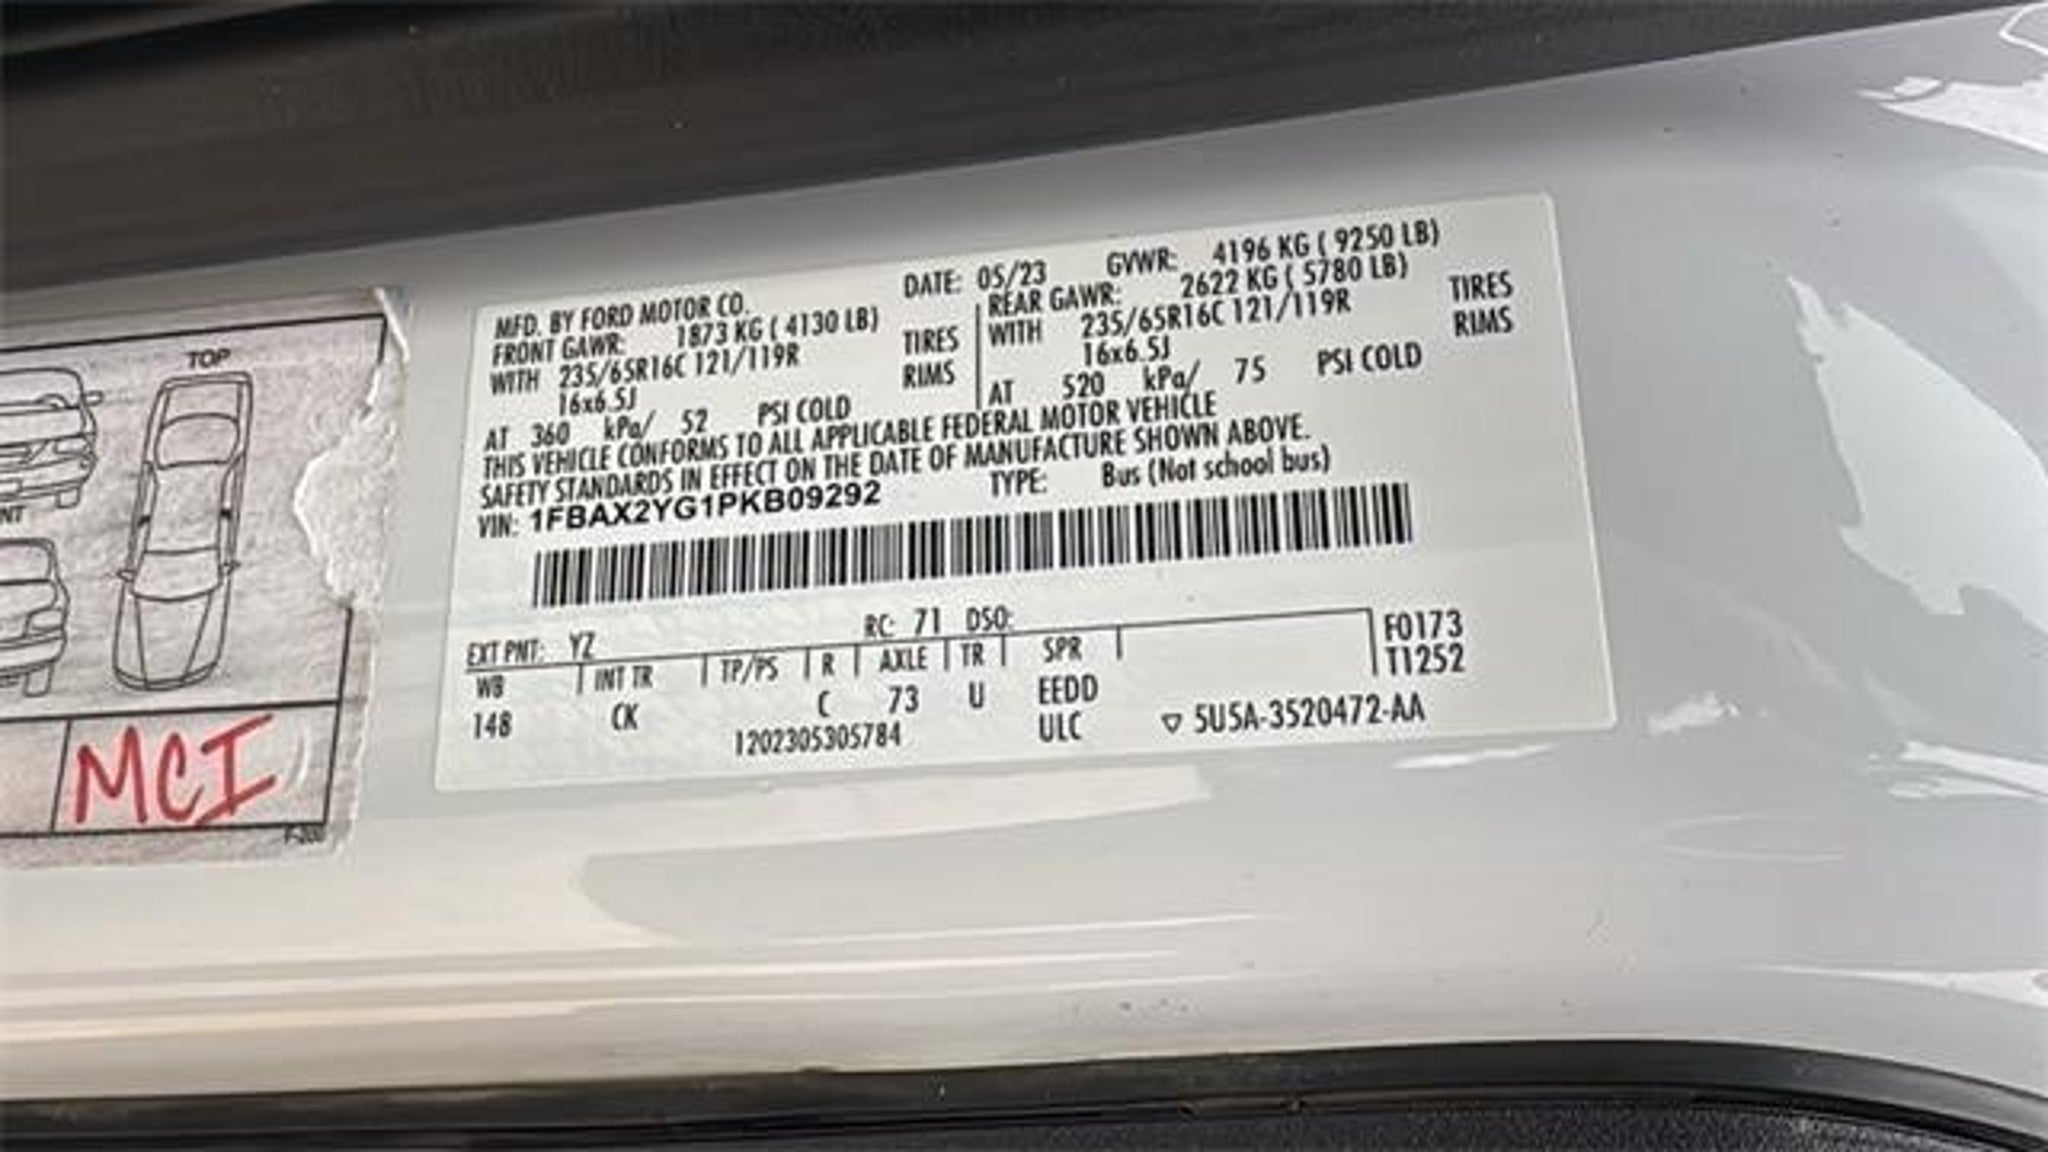 MFD. BY FORD MOTOR CO.
DATE: 05/23
GVWR: 4196 KG ( 9250 LB)
FRONT GAWR: 1873 KG ( 4130 LB)
WITH 235/65R16C 121/119R TIRES
16x6.5J RIMS
AT 360 kPa/ 52 PSI COLD
REAR GAWR: 2622 KG ( 5780 LB)
WITH 235/65R16C 121/119R TIRES
16x6.5J RIMS
AT 520 kPa/ 75 PSI COLD
THIS VEHICLE CONFORMS TO ALL APPLICABLE FEDERAL MOTOR VEHICLE
SAFETY STANDARDS IN EFFECT ON THE DATE OF MANUFACTURE SHOWN ABOVE.
VIN: 1FBAX2YG1PKB09292 TYPE: Bus (Not school bus)
EXT PNT: YZ RC: 71 DSO: F0173
WB INT TR TP/PS R AXLE TR SPR T1252
148 CK C 73 U EEDD
1202305305784 ULC 5U5A-3520472-AA
TOP
MCI